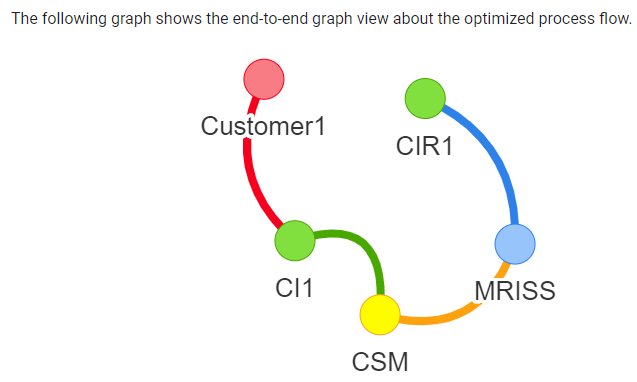 The following graph shows the end-to-end graph view about the optimized process flow.
Customer1
CIR1
CI1
MRISS
CSM